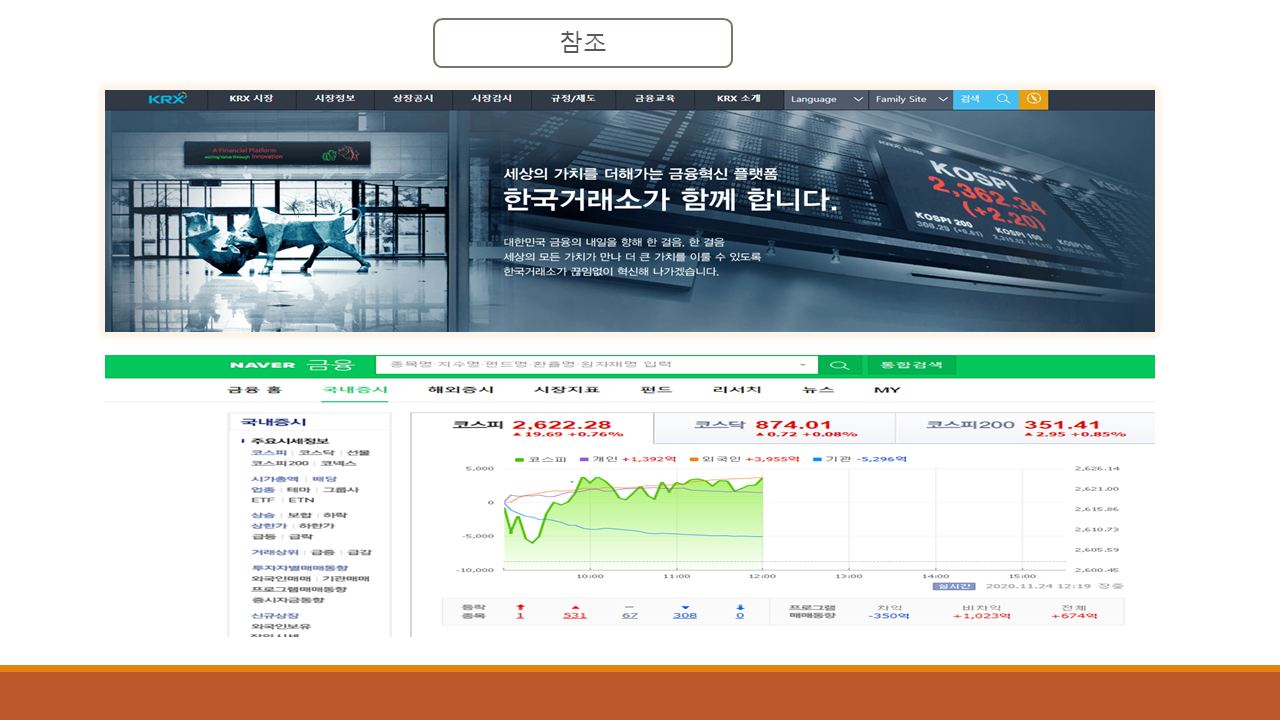 참조
KRX KRX 시장 시장정보 상장공시 시장감시 규정/제도 금융교육 KRX 소개 Language Family Site 검색
A Financial Platform
adding Value through Innovation
세상의 가치를 더해가는 금융혁신 플랫폼
한국거래소가 함께 합니다.
대한민국 금융의 내일을 향해 한 걸음, 한 걸음
세상의 모든 가치가 만나 더 큰 가치를 이룰 수 있도록
한국거래소가 끊임없이 혁신해 나가겠습니다.
KOSPI
2,362.34
(+2.20)
KOSPI 200 KOSPI 100
NAVER 금융 종목명·지수명·펀드명·환율명·원자재명 입력 통합검색
금융 홈 국내증시 해외증시 시장지표 펀드 리서치 뉴스 MY
국내증시
주요시세정보
코스피 코스닥 선물
코스피200 코넥스
시가총액 배당
업종 테마 그룹사
ETF ETN
상승 보합 하락
상한가 하한가
급등 급락
거래상위 급증 급감
투자자별매매동향
외국인매매 기관매매
프로그램매매동향
증시자금동향
신규상장
외국인보유
장외시세
코스피 2,622.28
▲19.69 +0.76%
코스닥 874.01
▲0.72 +0.08%
코스피200 351.41
▲2.95 +0.85%
코스피 개인 +1,392억 외국인 +3,955억 기관 -5,296억
5,000 2,626.14
2,621.00
0 2,615.86
-5,000 2,610.73
2,605.59
-10,000 2,600.45
10:00 11:00 12:00 13:00 14:00 15:00
실시간 2020.11.24 12:19 장중
등락 종목 1 531 67 308 0
프로그램 매매동향 차익 비차익 전체
-350억 +1,023억 +674억